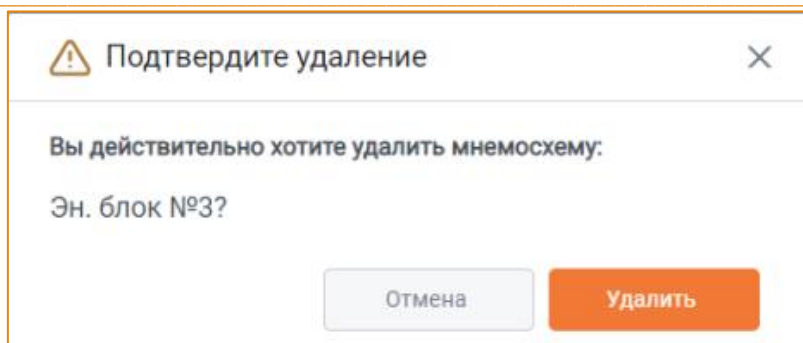 Подтвердите удаление
Вы действительно хотите удалить мнемосхему:
Эн. блок №3?
Отмена
Удалить